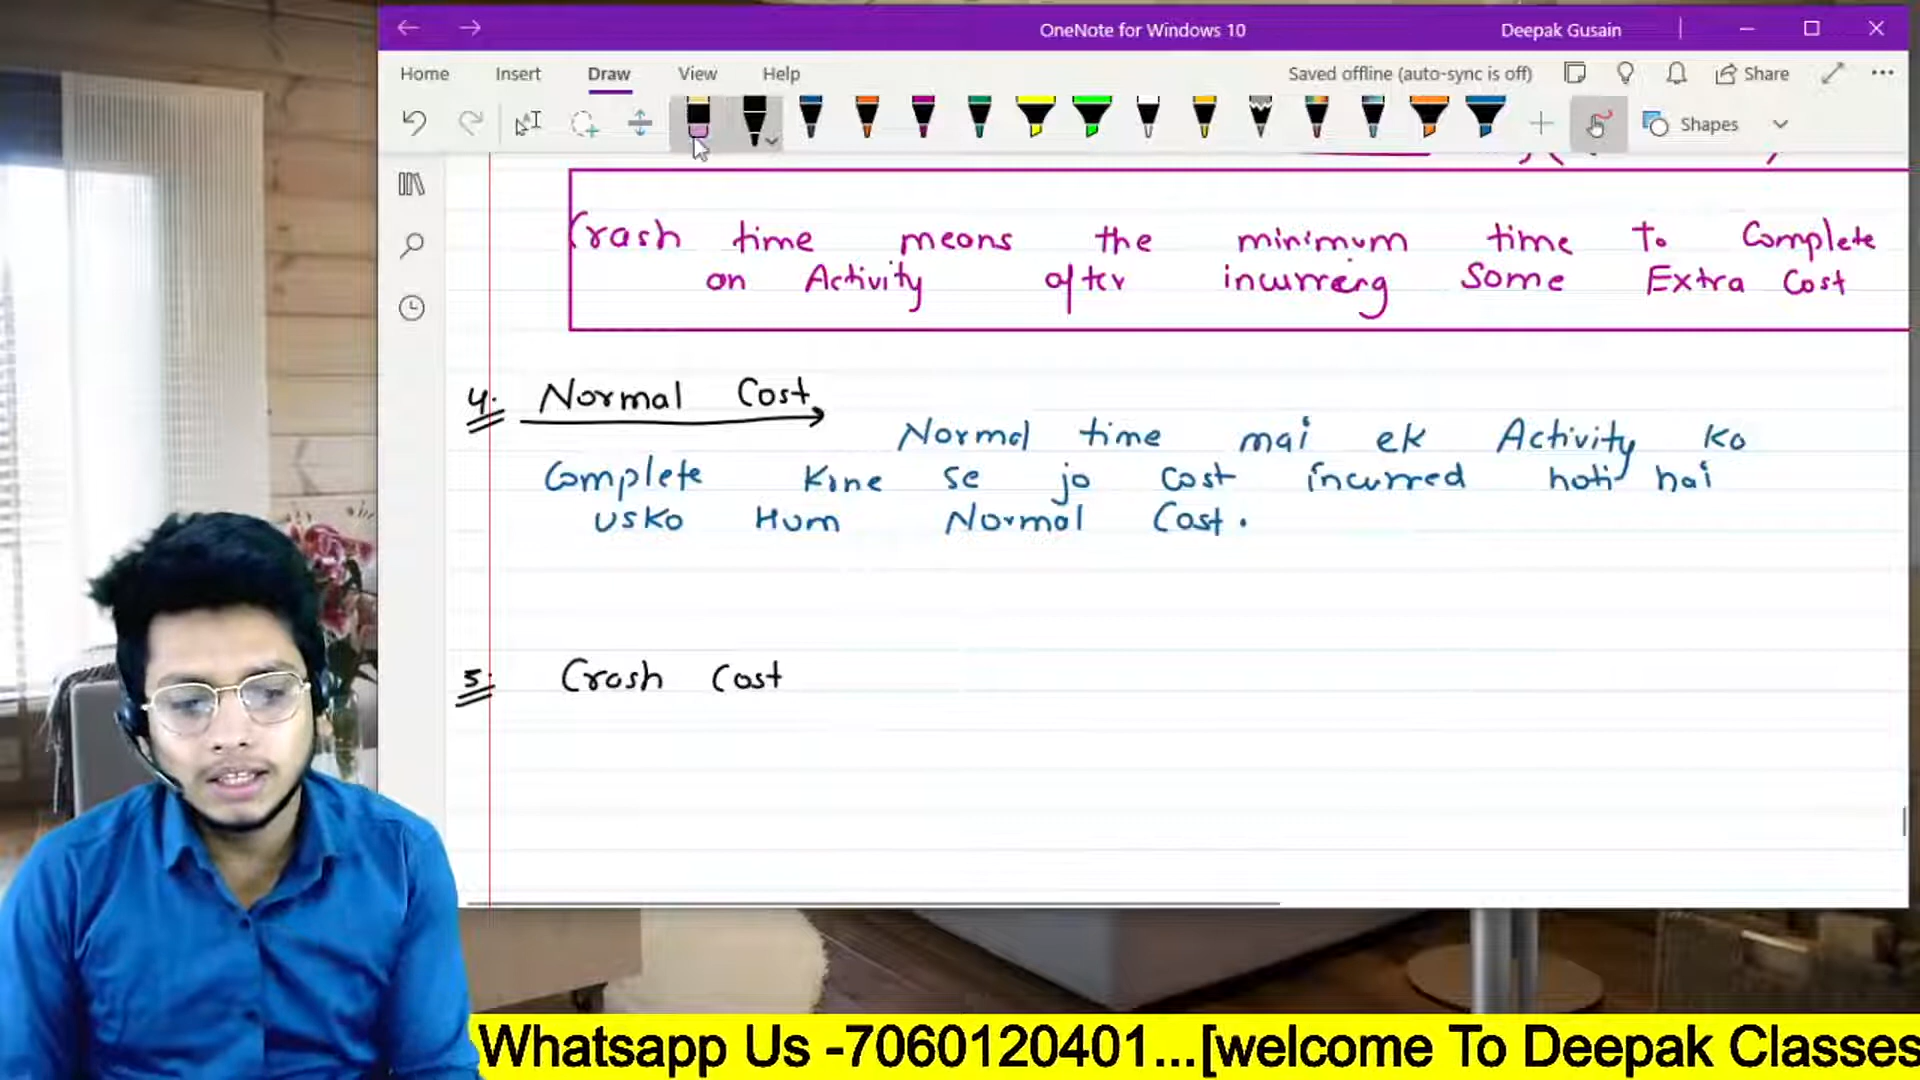 OneNote for Windows 10
Deepak Gusain
Home Insert Draw View Help
Saved offline (auto-sync is off)
Share
Shapes
Crash time means the minimum time To Complete
an Activity after incurreing Some Extra Cost
4. Normal Cost
Normal time mai ek Activity Ko
Complete Krne se jo Cost incurred hoti hai
USKO Hum Normal Cost.
5. Crash Cost
Whatsapp Us -7060120401...[welcome To Deepak Classes